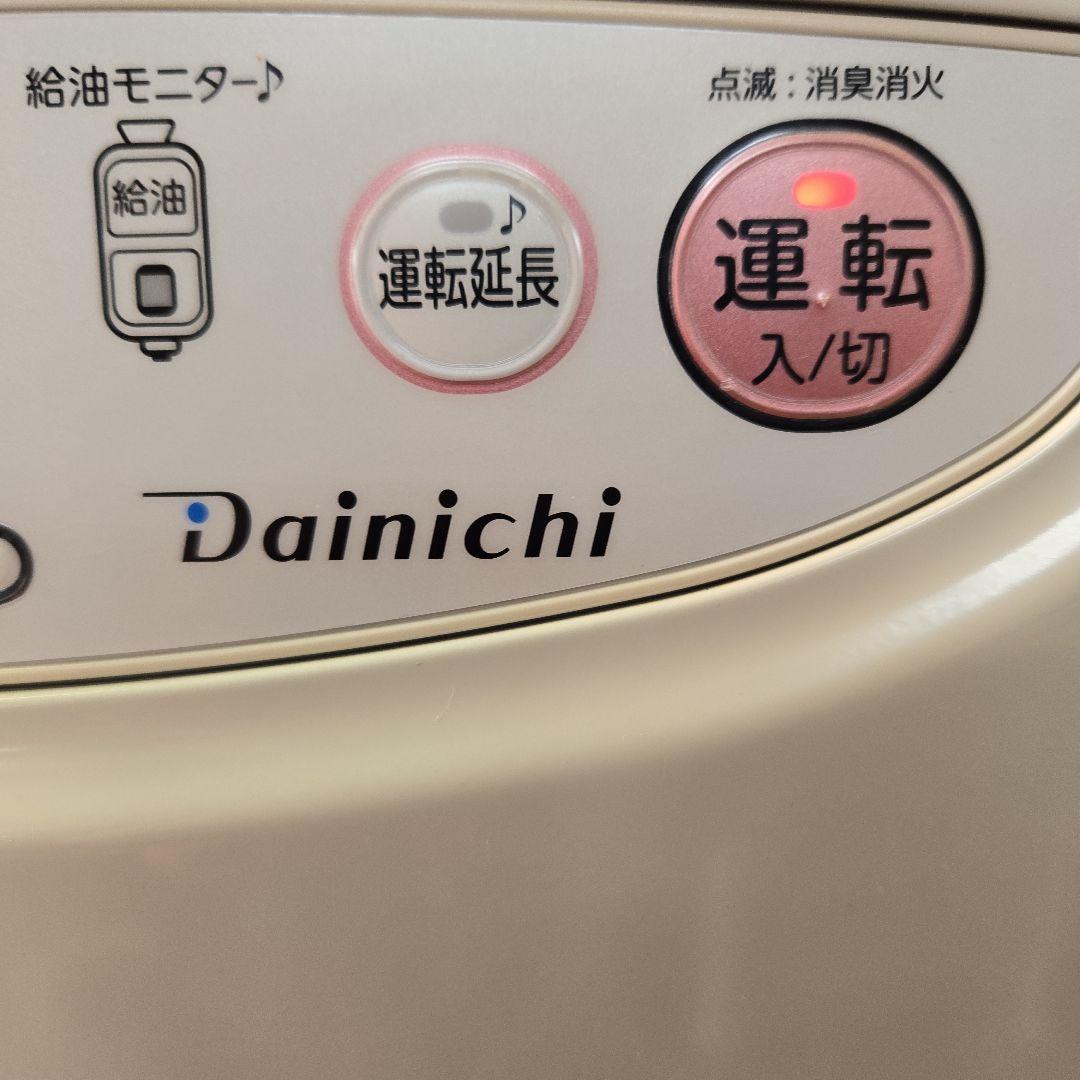 給油モニター♪
給油
♪
運転延長
点滅：消臭消火
運転
入/切
Dainichi